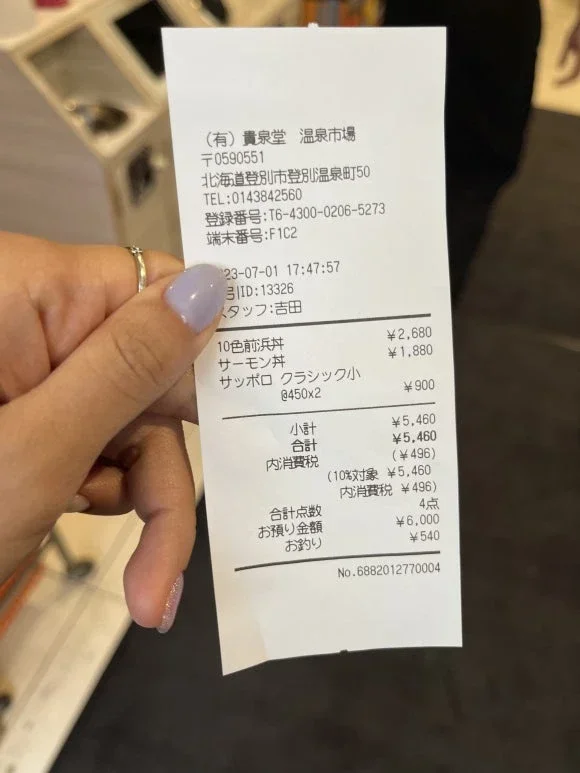 (有)貴泉堂 温泉市場
〒0590551
北海道登別市登別温泉町50
TEL:0143842560
登録番号:T6-4300-0206-5273
端末番号:F1C2
23-07-01 17:47:57
引ID:13326
スタッフ:吉田
10色前浜丼 ¥2,680
サーモン丼 ¥1,880
サッポロ クラシック小
@450x2 ¥900
小計 ¥5,460
合計 ¥5,460
内消費税 (¥496)
(10%対象 ¥5,460
内消費税 ¥496)
合計点数 4点
お預り金額 ¥6,000
お釣り ¥540
No.6882012770004